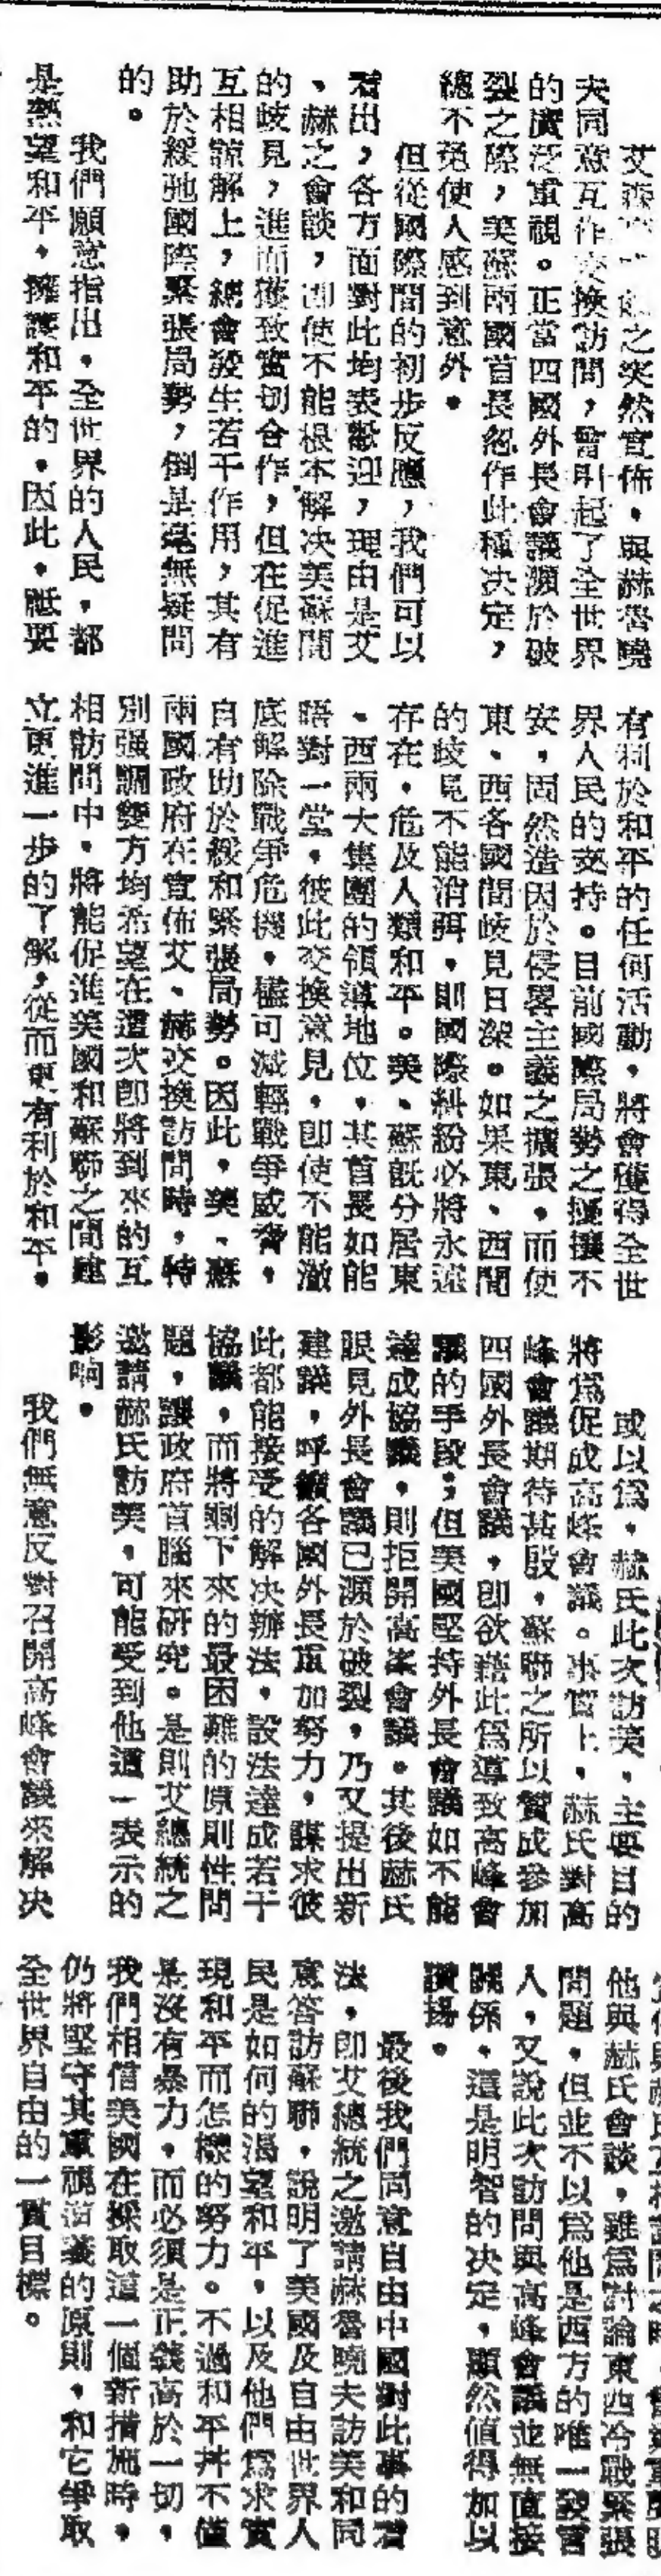 艾森豪威爾之突然宣佈，與赫魯曉
夫同意互作交換訪問，曾引起了全世界
的廣泛重視。正當四國外長會議瀕於破
裂之際，美蘇兩國首長忽作此種決定，
總不免使人感到意外。
但從國際間的初步反應，我們可以
看出，各方面對此均表歡迎，理由是艾
、赫之會談，卽使不能根本解決美蘇間
的歧見，進而獲致實切合作，但在促進
互相諒解上，總會發生若干作用，其有
助於緩弛國際緊張局勢，倒是毫無疑問
的。
我們願意指出，全世界的人民，都
是熱望和平，擁護和平的，因此，祗要
有利於和平的任何活動，將會獲得全世
界人民的支持。目前國際局勢之擾攘不
安，固然造因於侵畧主義之擴張，而使
東、西各國間歧見日深。如果東、西間
的歧見不能消弭，則國際糾紛必將永遠
存在，危及人類和平。美、蘇旣分居東
、西兩大集團的領導地位，其首長如能
晤對一堂，彼此交換意見，卽使不能澈
底解除戰爭危機，儘可減輕戰爭威脅，
自有助於緩和緊張局勢。因此，美、蘇
兩國政府在宣佈艾、赫交換訪問時，特
別强調雙方均希望在這次卽將到來的互
相訪問中，將能促進美國和蘇聯之間建
立更進一步的了解，從而更有利於和平。
或以爲，赫氏此次訪美，主要目的
將爲促成高峰會議。事實上，赫氏對高
峰會議期待甚殷，蘇聯之所以贊成參加
四國外長會議，卽欲藉此爲導致高峰會
議的手段；但美國堅持外長會議如不能
達成協議，則拒開高峯會議。其後赫氏
眼見外長會議已瀕於破裂，乃又提出新
建議，呼籲各國外長重加努力，謀求彼
此都能接受的解決辦法，設法達成若干
協議，而將剩下來的最困難的原則性問
題，讓政府首腦來研究。是則艾總統之
邀請赫氏訪美，可能受到他這一表示的
影响。
我們無意反對召開高峰會議來解決
他與赫氏會談，雖爲討論東西冷戰緊張
問題，但並不以爲他是西方的唯一發言
人，又說此次訪問與高峰會議並無直接
關係，這是明智的決定，顯然值得加以
讚揚。
最後我們同意自由中國對此事的看
法，卽艾總統之邀請赫魯曉夫訪美和同
意答訪蘇聯，說明了美國及自由世界人
民是如何的渴望和平，以及他們爲求實
現和平而怎樣的努力。不過和平幷不僅
是沒有暴力，而必須是正義高於一切，
我們相信美國在採取這一個新措施時，
仍將堅守其重視道義的原則，和它爭取
全世界自由的一貫目標。